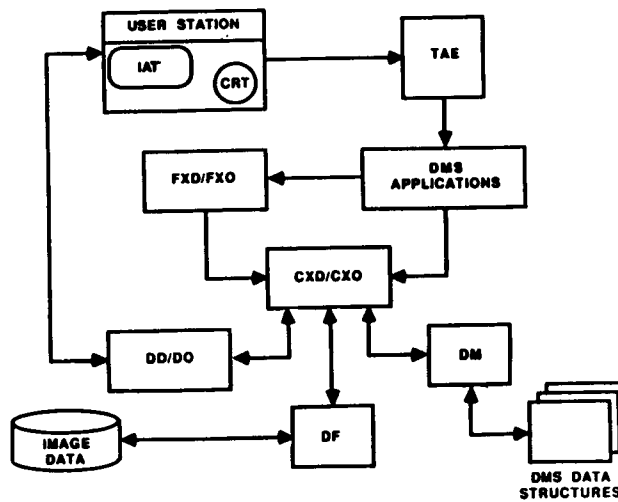 USER STATION
IAT
CRT
TAE
FXD/FXO
DMS
APPLICATIONS
CXD/CXO
DD/DO
DM
IMAGE
DATA
DF
DMS DATA
STRUCTURES